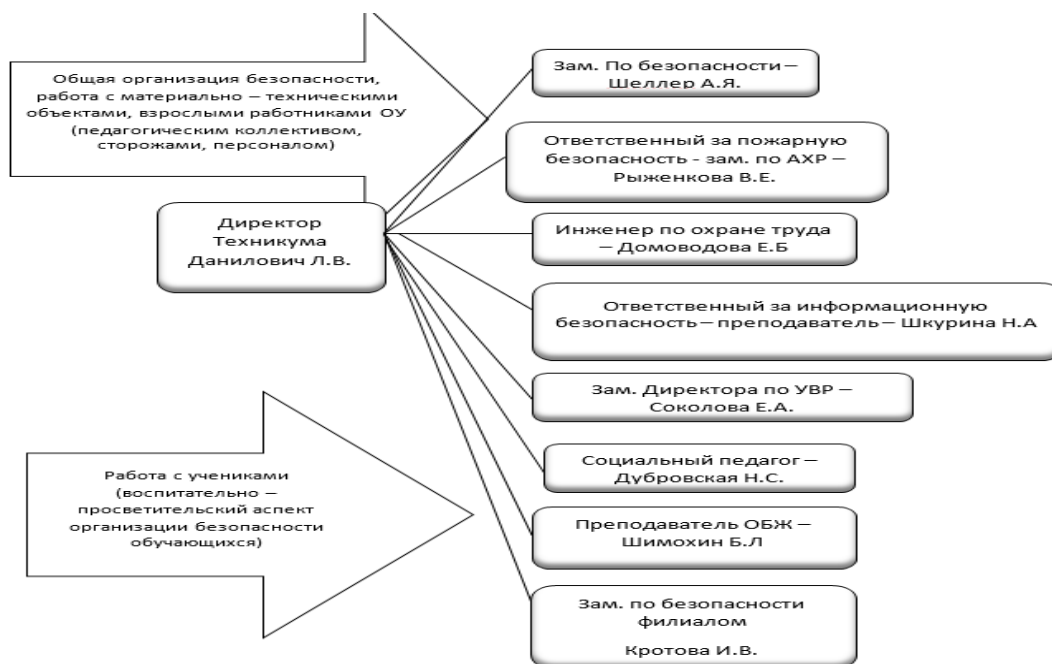 Общая организация безопасности,
работа с материально – техническими
объектами, взрослыми работниками ОУ
(педагогическим коллективом,
сторожами, персоналом)
Директор
Техникума
Данилович Л.В.
Работа с учениками
(воспитательно –
просветительский аспект
организации безопасности
обучающихся)
Зам. По безопасности –
Шеллер А.Я.
Ответственный за пожарную
безопасность - зам. по АХР –
Рыженкова В.Е.
Инженер по охране труда
– Домоводова Е.Б
Ответственный за информационную
безопасность – преподаватель – Шкурина Н.А
Зам. Директора по УВР –
Соколова Е.А.
Социальный педагог –
Дубровская Н.С.
Преподаватель ОБЖ –
Шимохин Б.Л
Зам. по безопасности
филиалом
Кротова И.В.